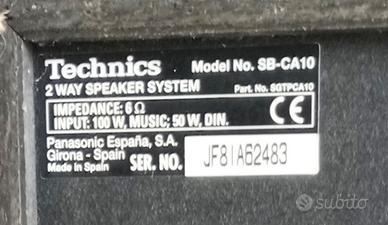 Technics Model No. SB-CA10
2 WAY SPEAKER SYSTEM Part. No. SGTPCA10
IMPEDANCE: 6 Ω
INPUT: 100 W, MUSIC; 50 W, DIN. CE
Panasonic España, S.A.
Girona - Spain
Made in Spain SER. NO. JF8IA62483
subito